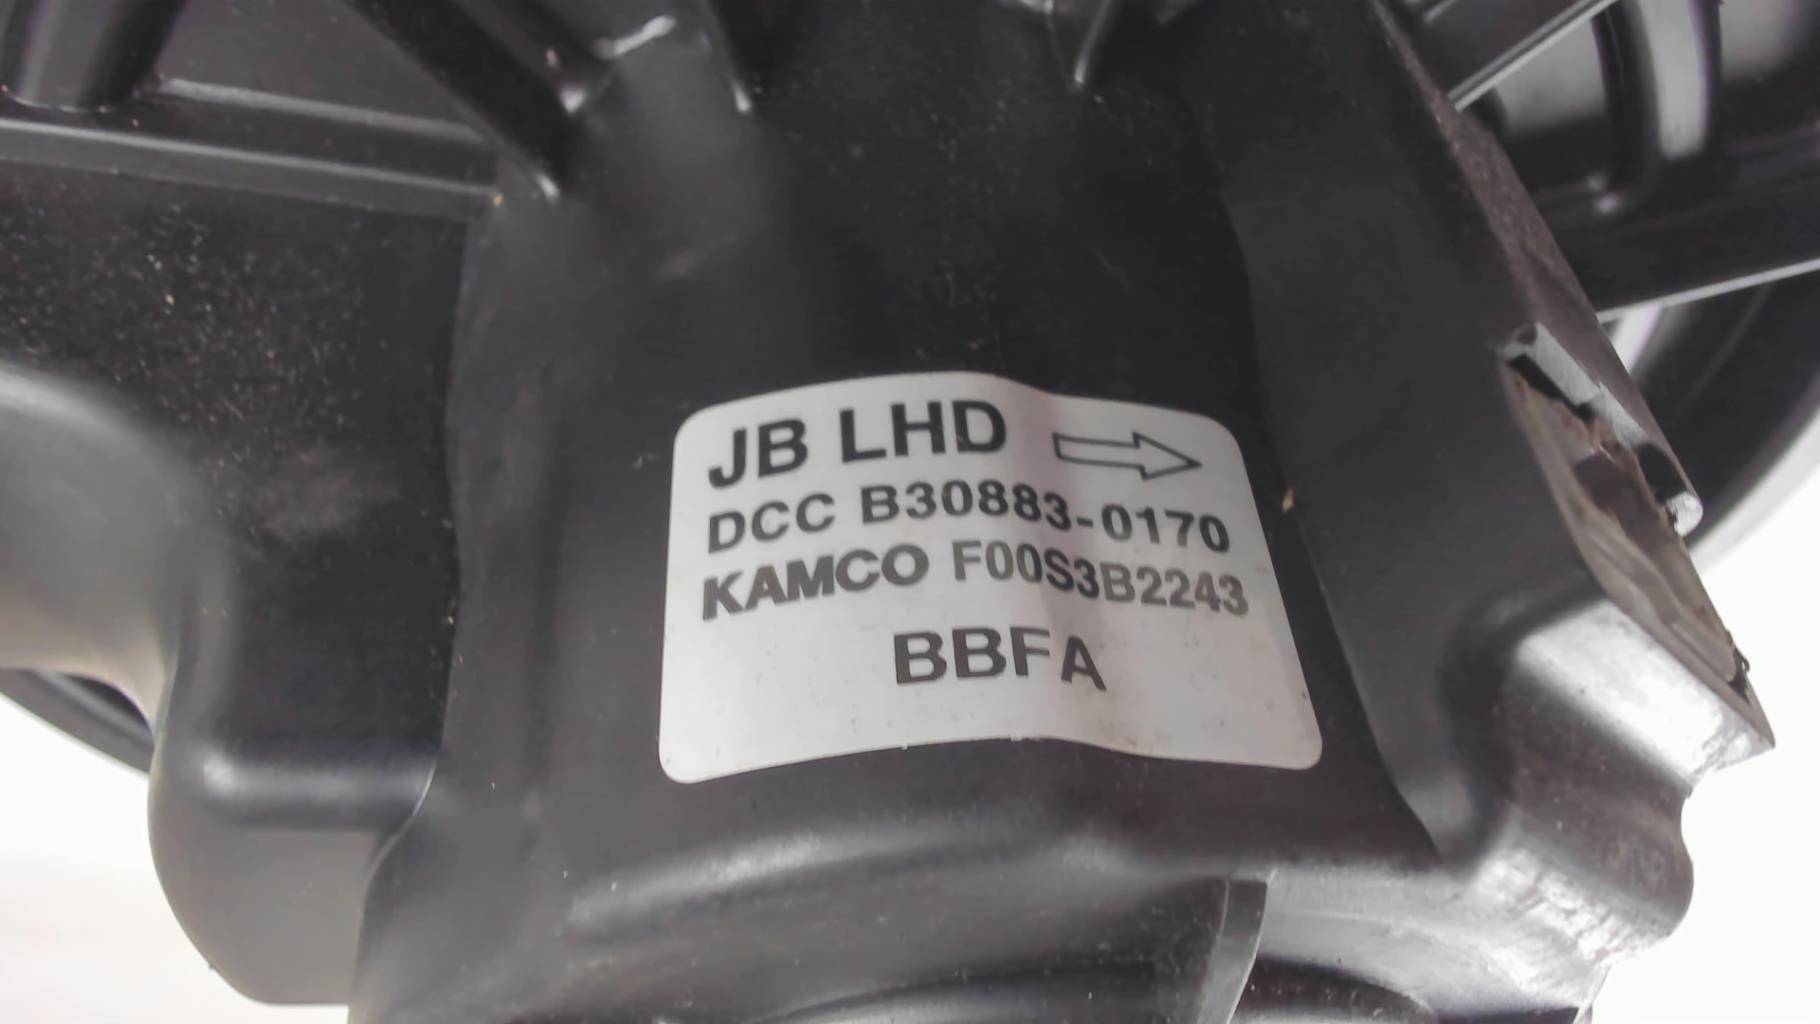 JB LHD
DCC B30883-0170
KAMCO F00S3B2243
BBFA